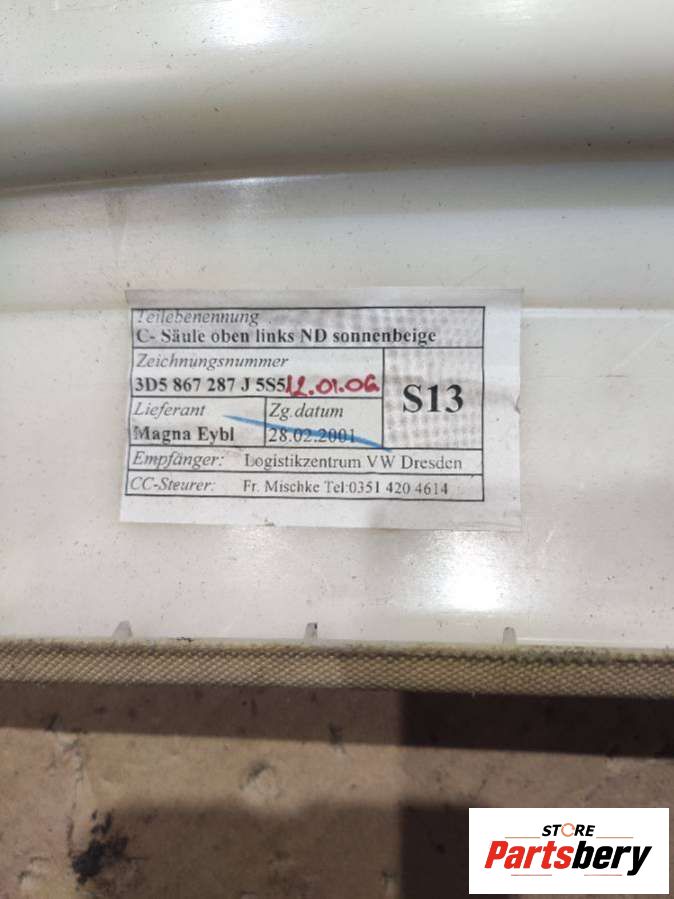 Teilebenennung
C- Säule oben links ND sonnenbeige
Zeichnungsnummer
3D5 867 287 J 5S5 12.01.06
S13
Lieferant Zg.datum
Magna Eybl 28.02.2001
Empfänger: Logistikzentrum VW Dresden
CC-Steurer: Fr. Mischke Tel:0351 420 4614
STORE
Partsbery